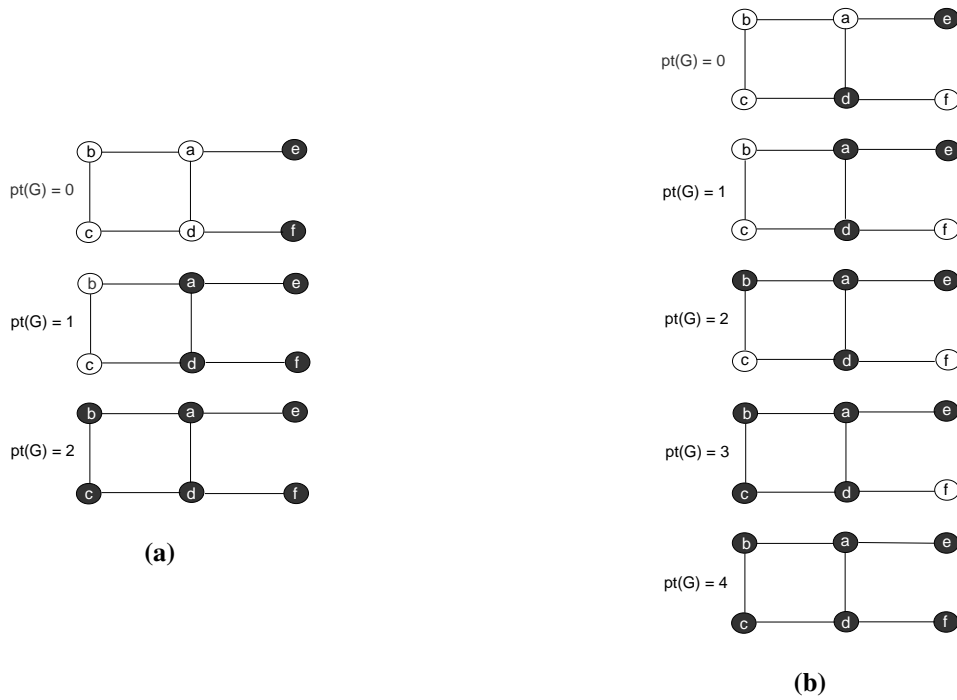 b a e
pt(G) = 0
c d f
b a e
pt(G) = 1
c d f
b a e
pt(G) = 2
c d f
(a)
b a e
pt(G) = 0
c d f
b a e
pt(G) = 1
c d f
b a e
pt(G) = 2
c d f
b a e
pt(G) = 3
c d f
b a e
pt(G) = 4
c d f
(b)